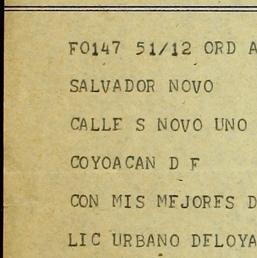 FO147 51/12 ORD A
SALVADOR NOVO
CALLE S NOVO UNO
COYOACAN D F
CON MIS MEJORES D
LIC URBANO DELOYA